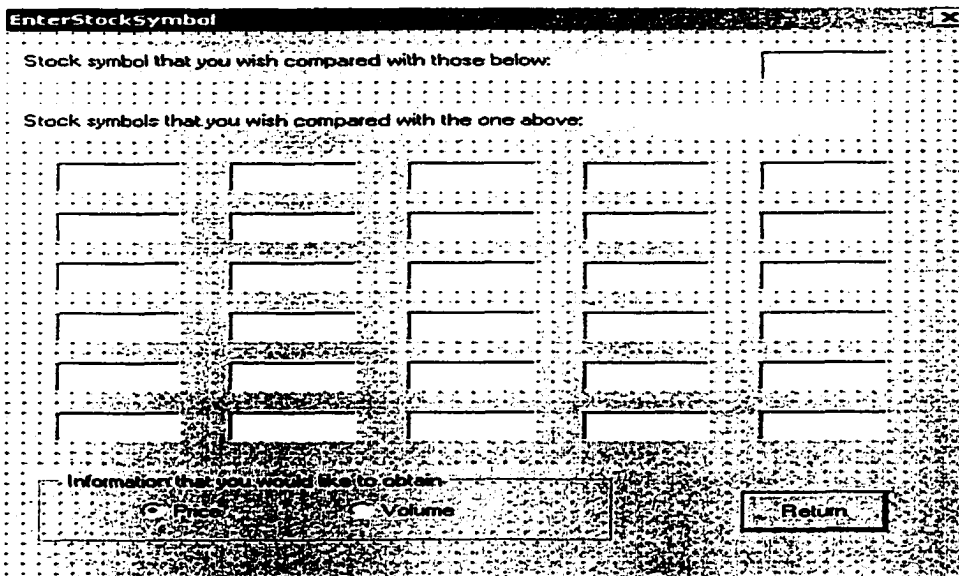 EnterStockSymbol
Stock symbol that you wish compared with those below:
Stock symbols that you wish compared with the one above:
Information that you would like to obtain
Price Volume
Return